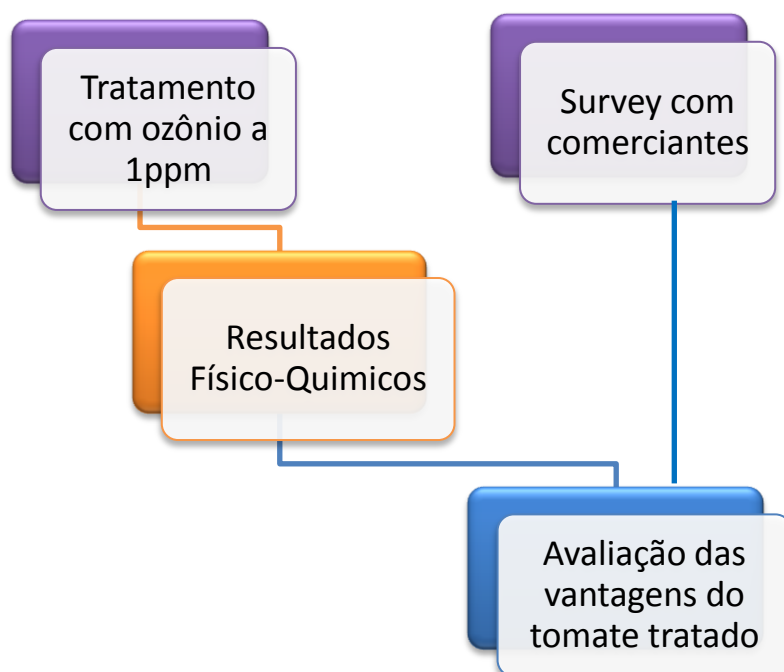 Tratamento
com ozônio a
1ppm
Survey com
comerciantes
Resultados
Físico-Quimicos
Avaliação das
vantagens do
tomate tratado